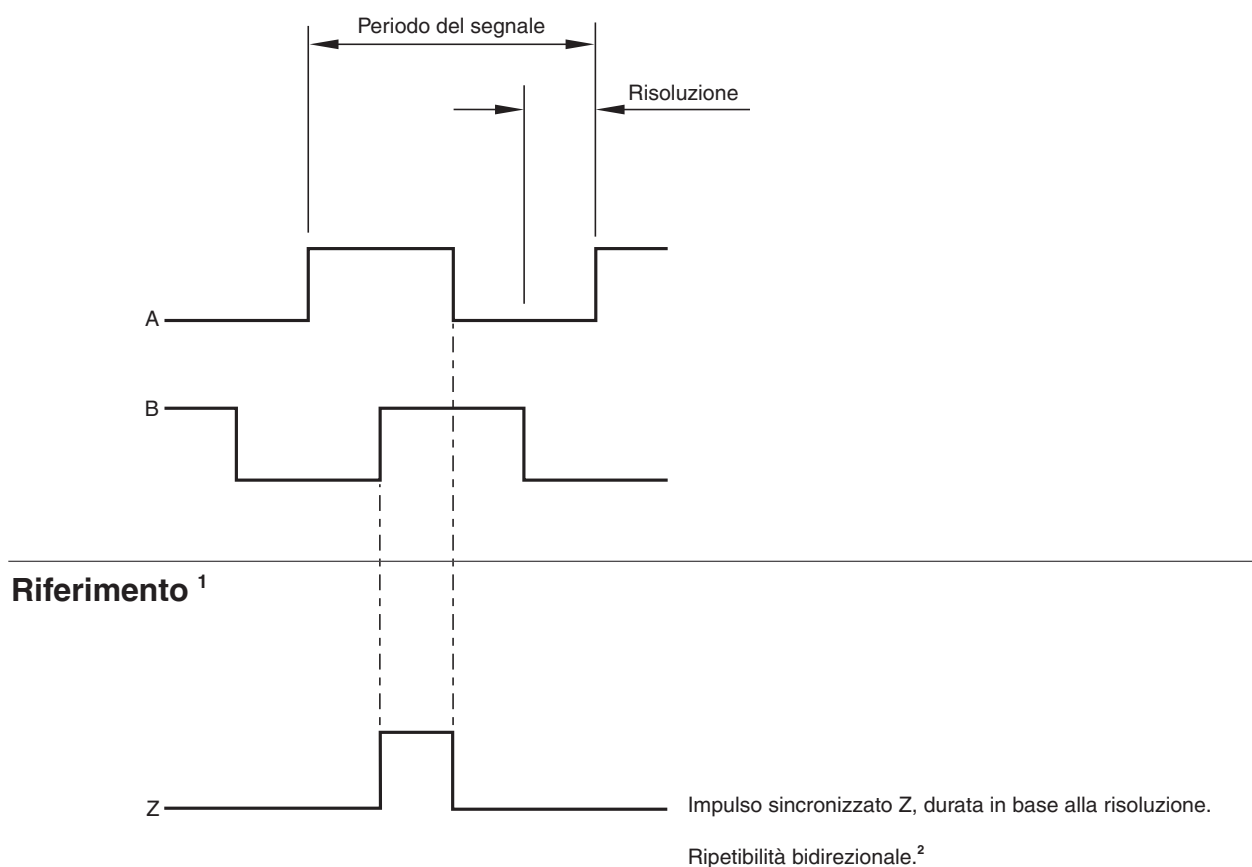 Periodo del segnale
Risoluzione
A
B
Riferimento ¹
Z
Impulso sincronizzato Z, durata in base alla risoluzione.
Ripetibilità bidirezionale.²